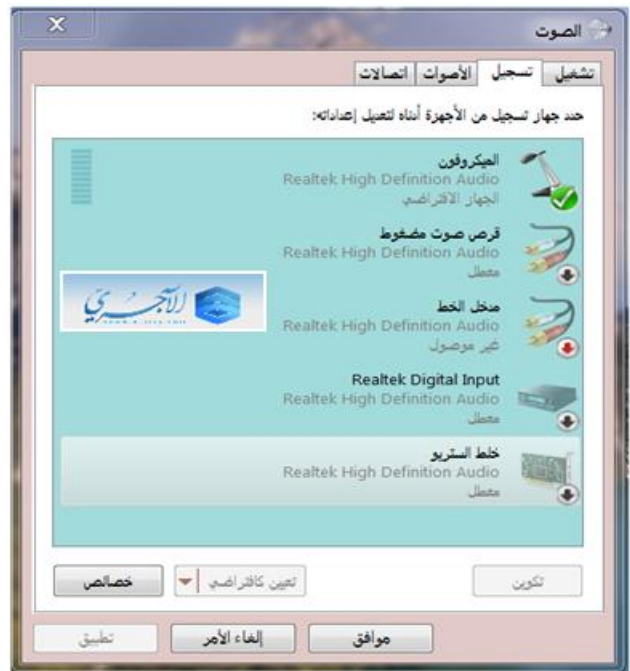 الصوت
تشغيل تسجيل الأصوات اتصالات
حدد جهاز تسجيل من الأجهزة أدناه لتعديل إعداداته:
الميكروفون
Realtek High Definition Audio
الجهاز الافتراضي
قرص صوت مضغوط
Realtek High Definition Audio
معطل
الآجري
مدخل الخط
Realtek High Definition Audio
غير موصول
Realtek Digital Input
Realtek High Definition Audio
معطل
خلط الستريو
Realtek High Definition Audio
معطل
تكوين تعيين كافتراضي خصائص
موافق إلغاء الأمر تطبيق